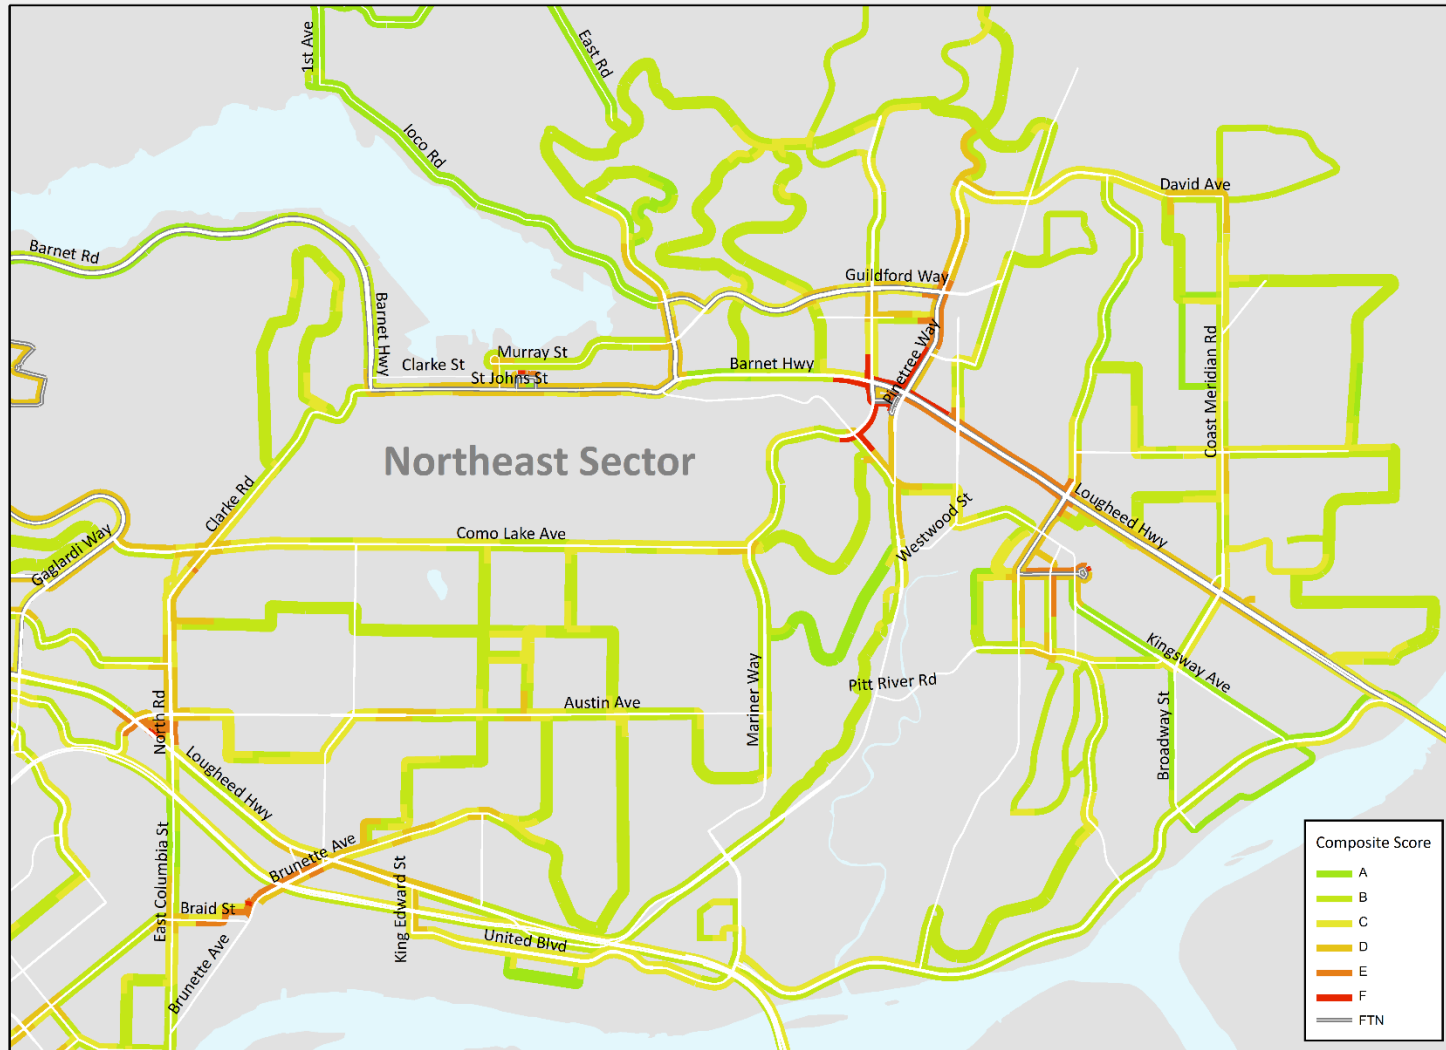 1st Ave
East Rd
Ioco Rd
David Ave
Barnet Rd
Guildford Way
Barnet Hwy
Murray St
Clarke St
St Johns St
Barnet Hwy
Pinetree Way
Coast Meridian Rd
Northeast Sector
Clarke Rd
Lougheed Hwy
Westwood St
Como Lake Ave
Gaglardi Way
Kingsway Ave
Pitt River Rd
Mariner Way
Austin Ave
North Rd
Broadway St
Lougheed Hwy
East Columbia St
Brunette Ave
King Edward St
Braid St
United Blvd
Brunette Ave
Composite Score
A
B
C
D
E
F
FTN